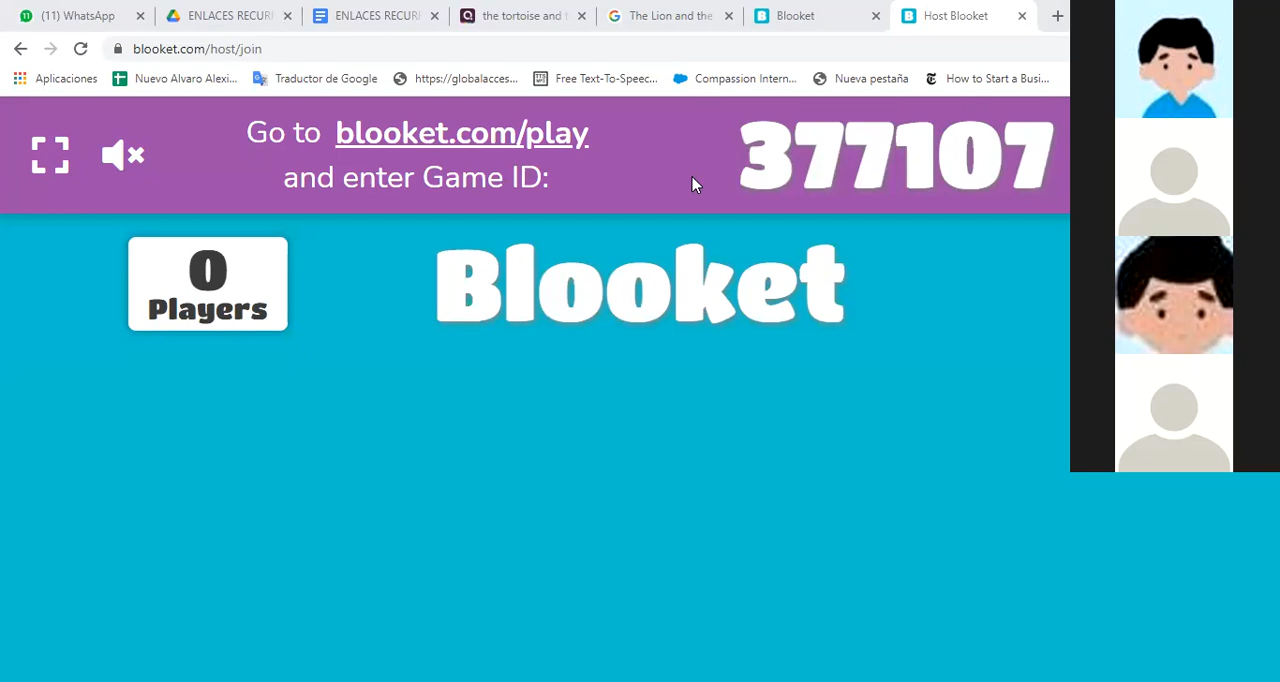 (11) WhatsApp
ENLACES RECUR
ENLACES RECUR
the tortoise and t
The Lion and the
Blooket
Host Blooket
blooket.com/host/join
Aplicaciones
Nuevo Alvaro Alexi...
Traductor de Google
https://globalacces...
Free Text-To-Speec...
Compassion Intern...
Nueva pestaña
How to Start a Busi...
Go to blooket.com/play
and enter Game ID:
377107
0
Players
Blooket